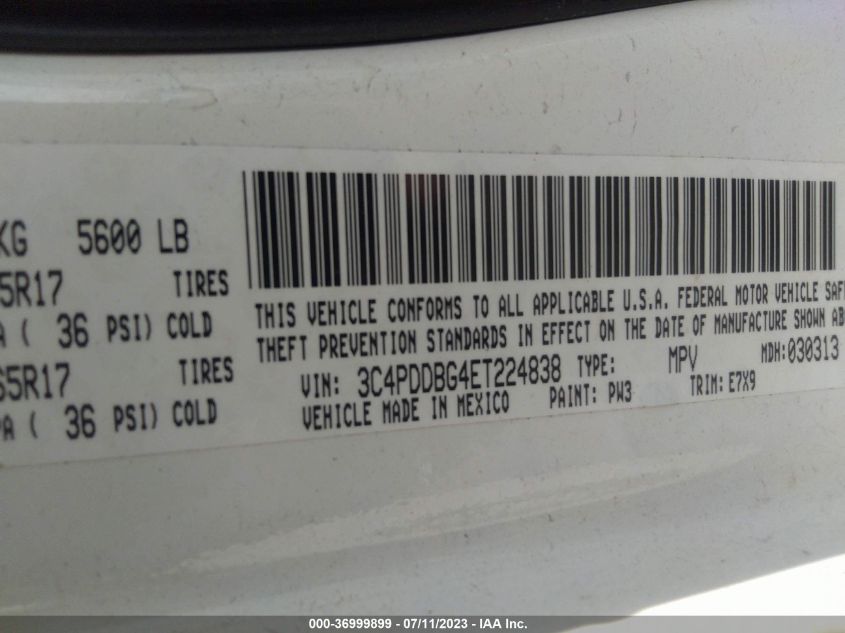 KG 5600 LB
5R17 TIRES
A ( 36 PSI) COLD
65R17 TIRES
PA ( 36 PSI) COLD
THIS VEHICLE CONFORMS TO ALL APPLICABLE U.S.A. FEDERAL MOTOR VEHICLE SAF
THEFT PREVENTION STANDARDS IN EFFECT ON THE DATE OF MANUFACTURE SHOWN AB
VIN: 3C4PDDBG4ET224838 TYPE: MPV MDH:030313
VEHICLE MADE IN MEXICO PAINT: PW3 TRIM: E7X9
000-36999899 - 07/11/2023 - IAA Inc.